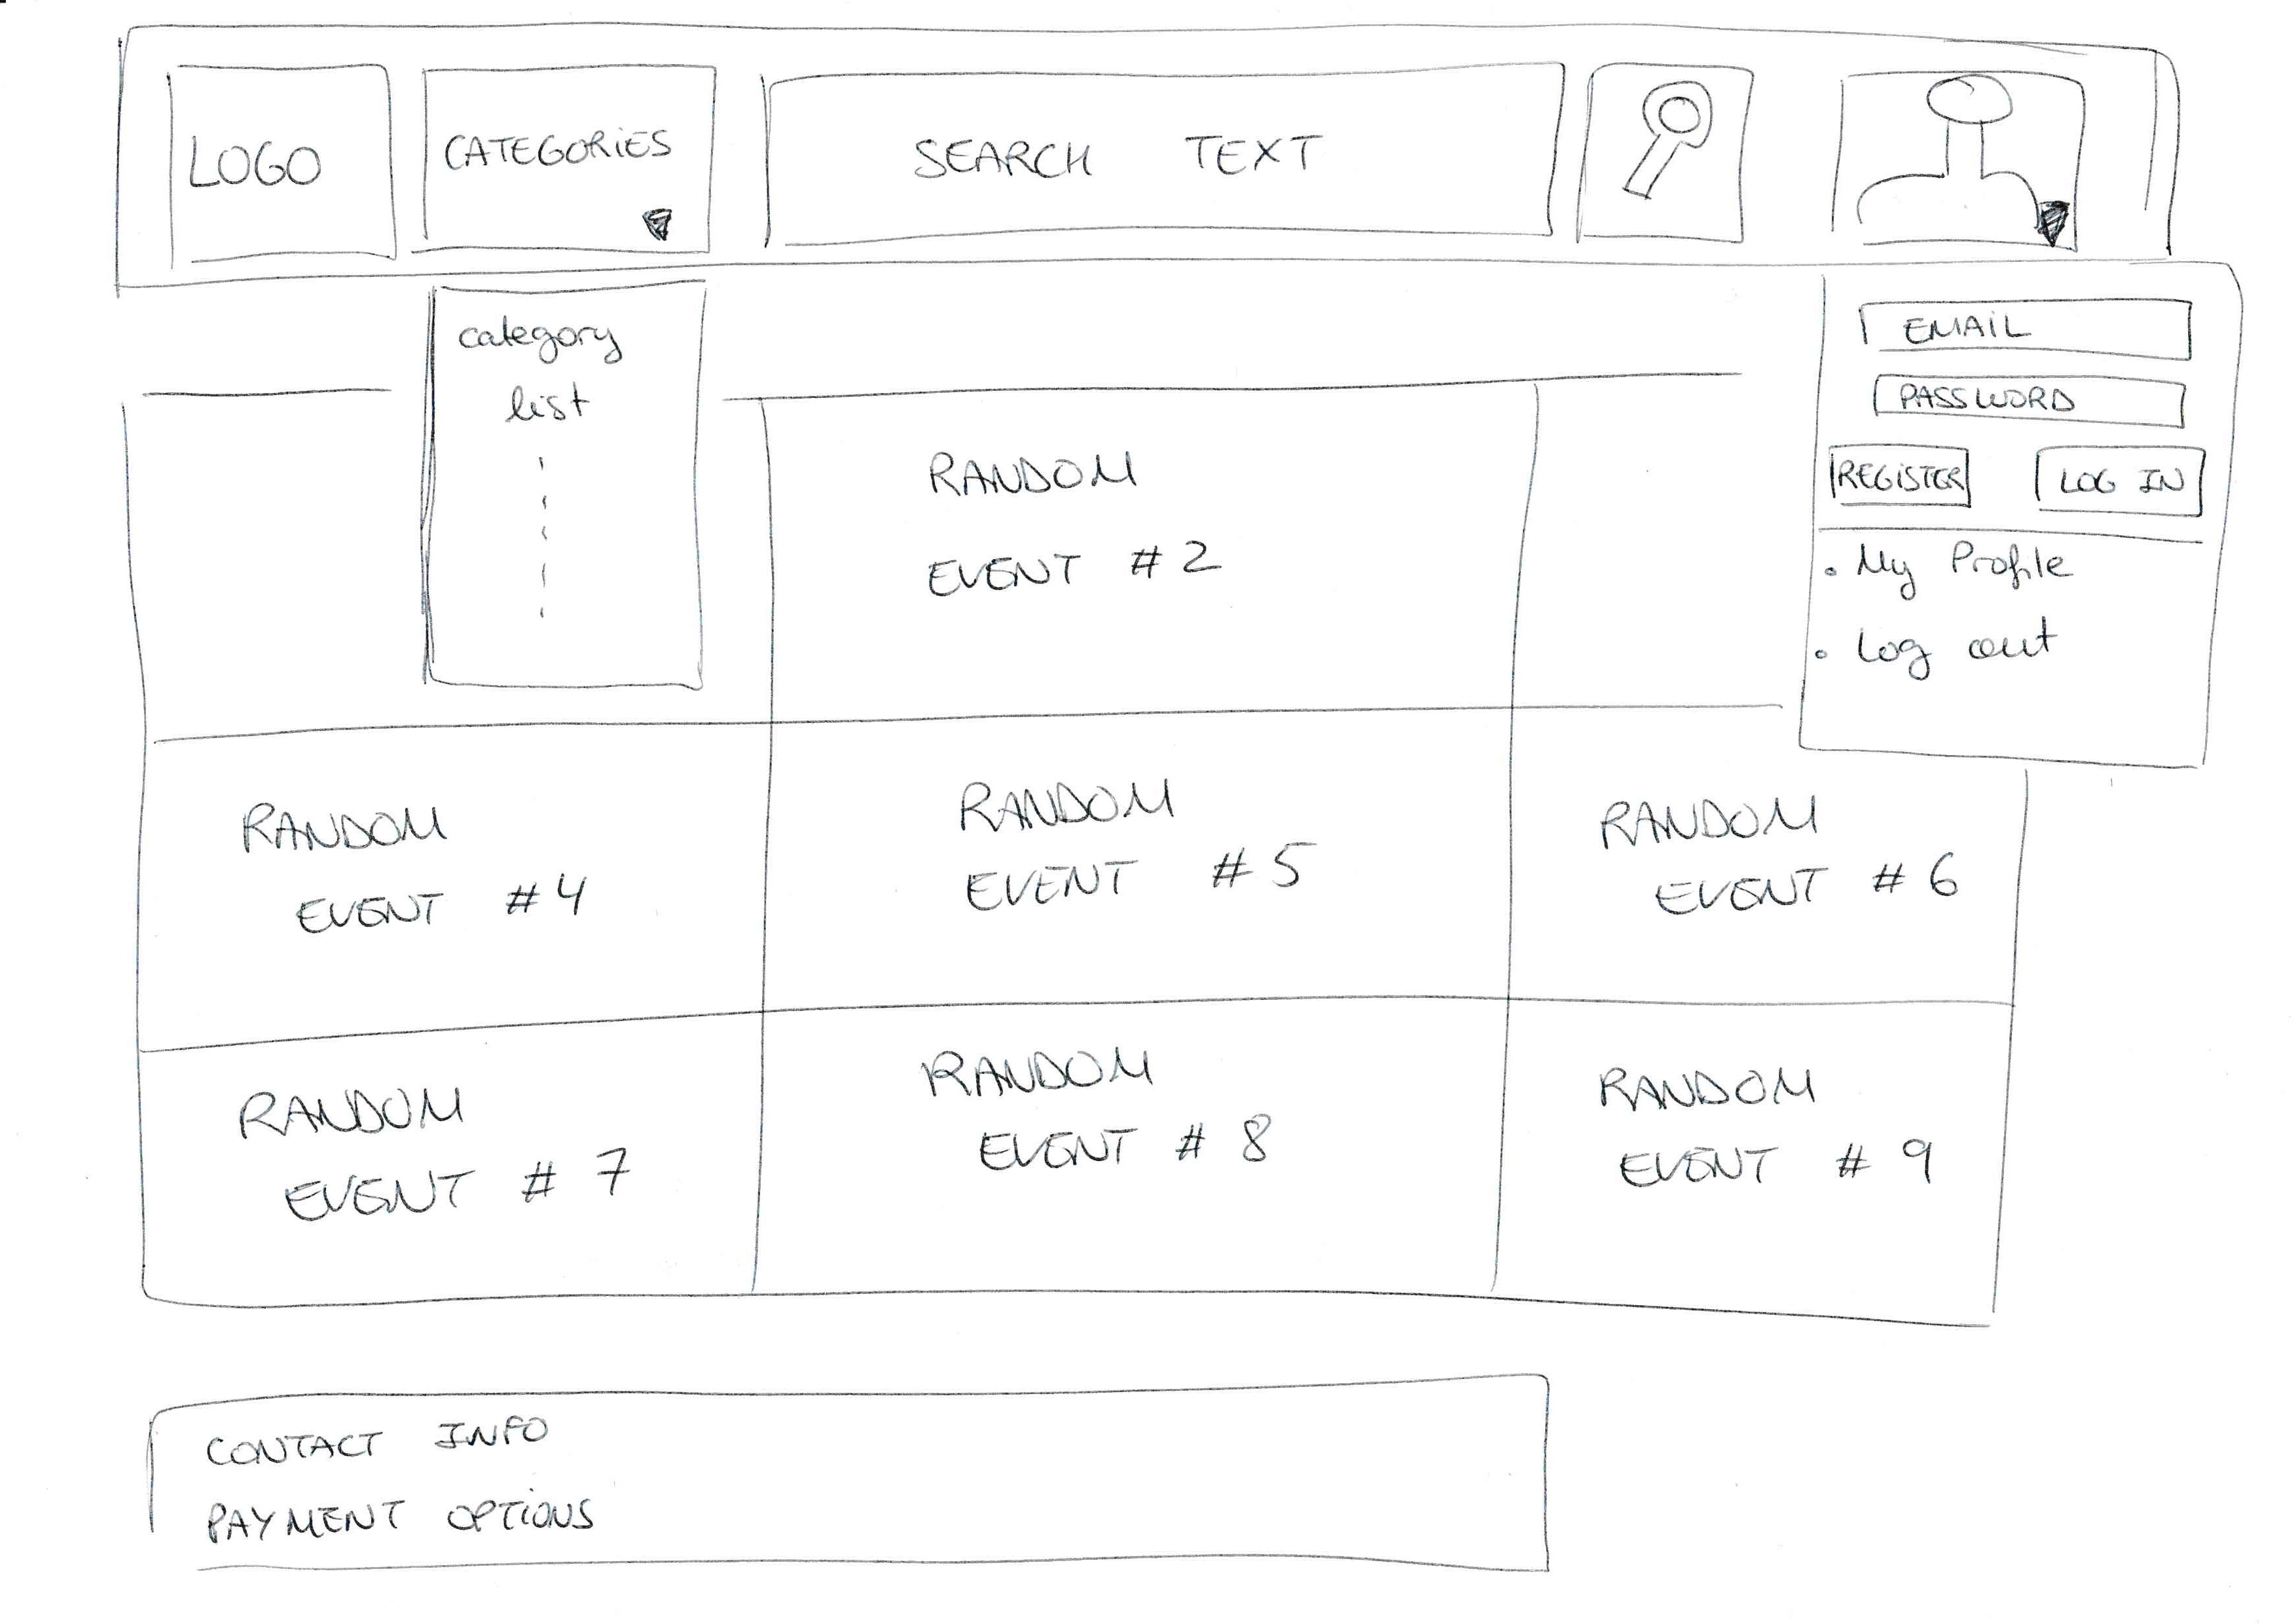 LOGO
CATEGORIES
SEARCH TEXT
category
list
EMAIL
PASSWORD
REGISTER
LOG IN
My Profile
Log out
RANDOM
EVENT #2
RANDOM
EVENT #4
RANDOM
EVENT #5
RANDOM
EVENT #6
RANDOM
EVENT # 7
RANDOM
EVENT # 8
RANDOM
EVENT # 9
CONTACT INFO
PAYMENT OPTIONS